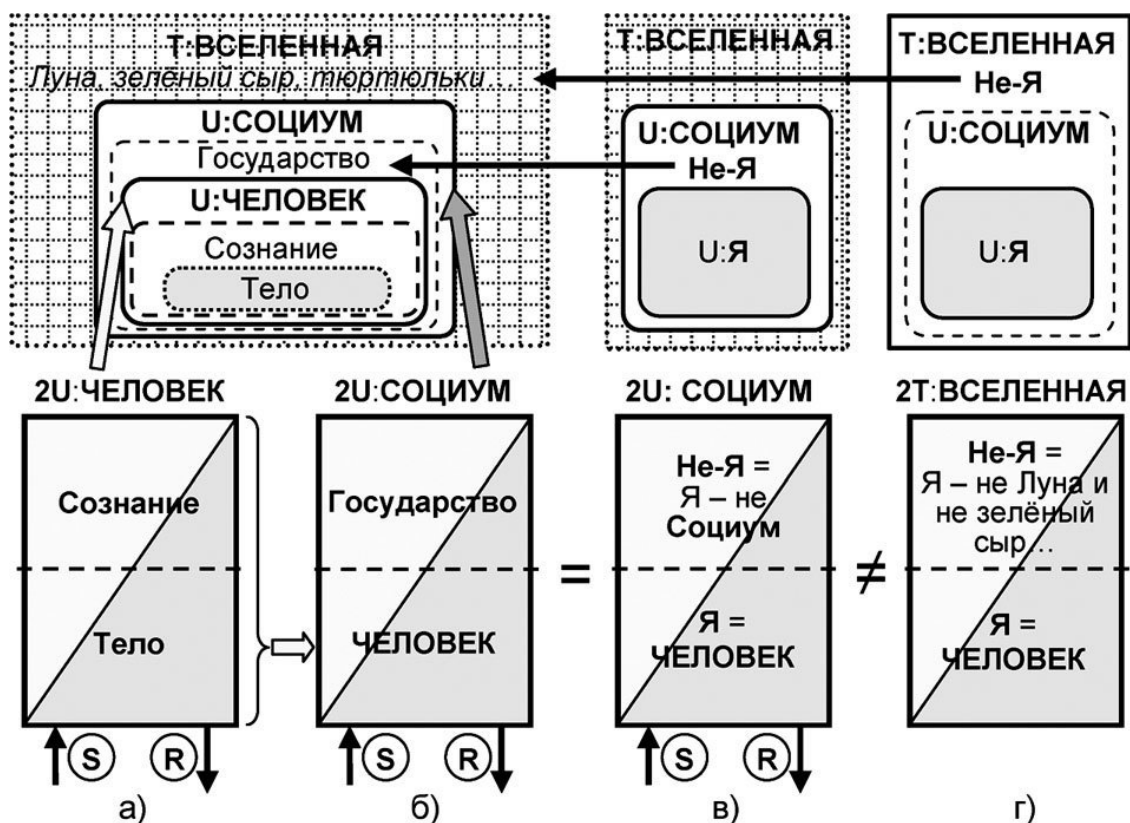 Т:ВСЕЛЕННАЯ
Луна, зелёный сыр, тюртюльки…
U:СОЦИУМ
Государство
U:ЧЕЛОВЕК
Сознание
Тело
Т:ВСЕЛЕННАЯ
U:СОЦИУМ
Не-Я
U:Я
Т:ВСЕЛЕННАЯ
Не-Я
U:СОЦИУМ
U:Я
2U:ЧЕЛОВЕК
Сознание
Тело
S R
а)
2U:СОЦИУМ
Государство
ЧЕЛОВЕК
S R
б)
=
2U: СОЦИУМ
Не-Я =
Я – не
Социум
Я =
ЧЕЛОВЕК
S R
в)
≠
2Т:ВСЕЛЕННАЯ
Не-Я =
Я – не Луна и
не зелёный
сыр…
Я =
ЧЕЛОВЕК
г)